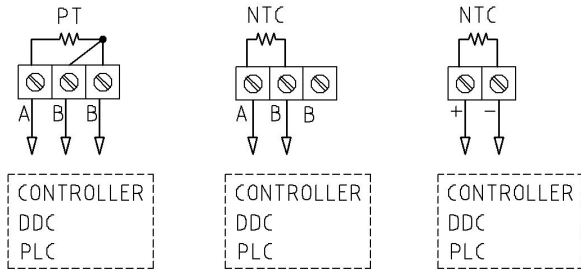 PT
A B B
CONTROLLER
DDC
PLC
NTC
A B B
CONTROLLER
DDC
PLC
NTC
+ -
CONTROLLER
DDC
PLC